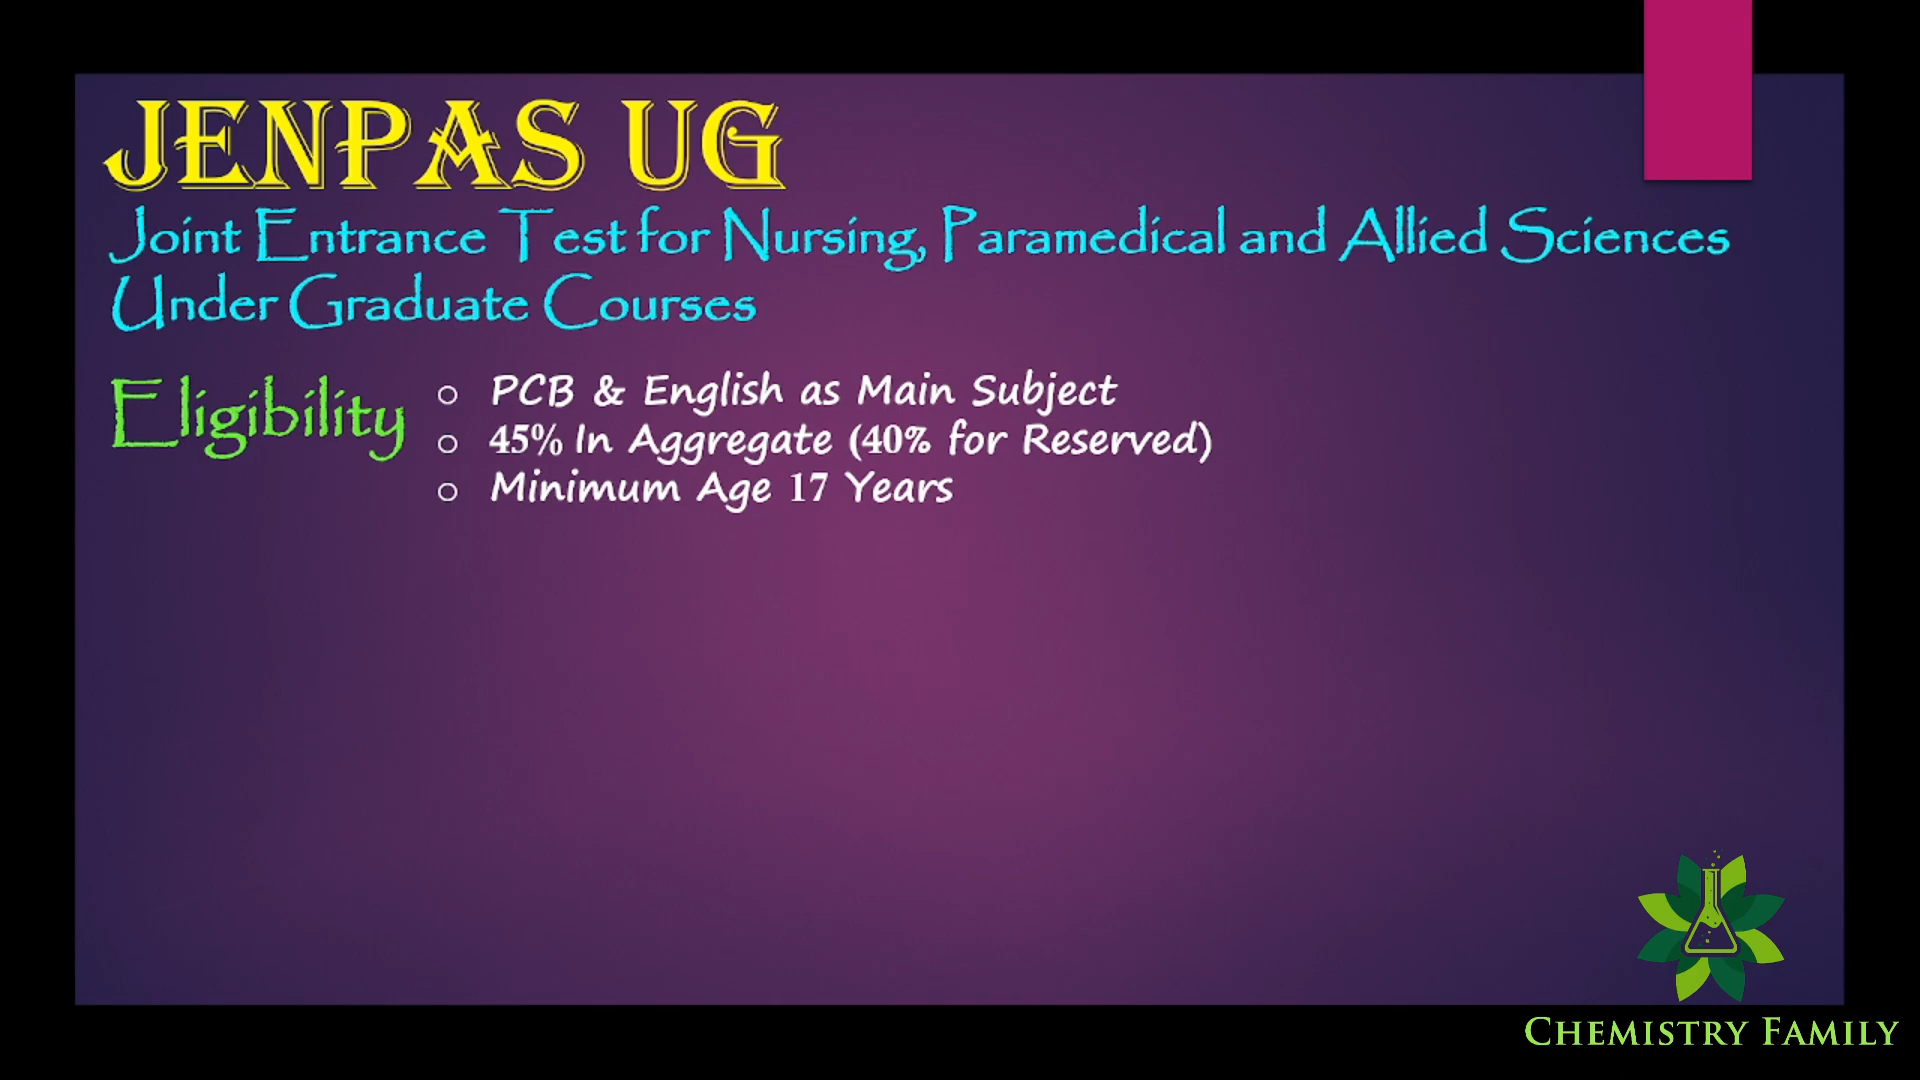 JENPAS UG
Joint Entrance Test for Nursing, Paramedical and Allied Sciences
Under Graduate Courses
Eligibility
o PCB & English as Main Subject
o 45% In Aggregate (40% for Reserved)
o Minimum Age 17 Years
CHEMISTRY FAMILY